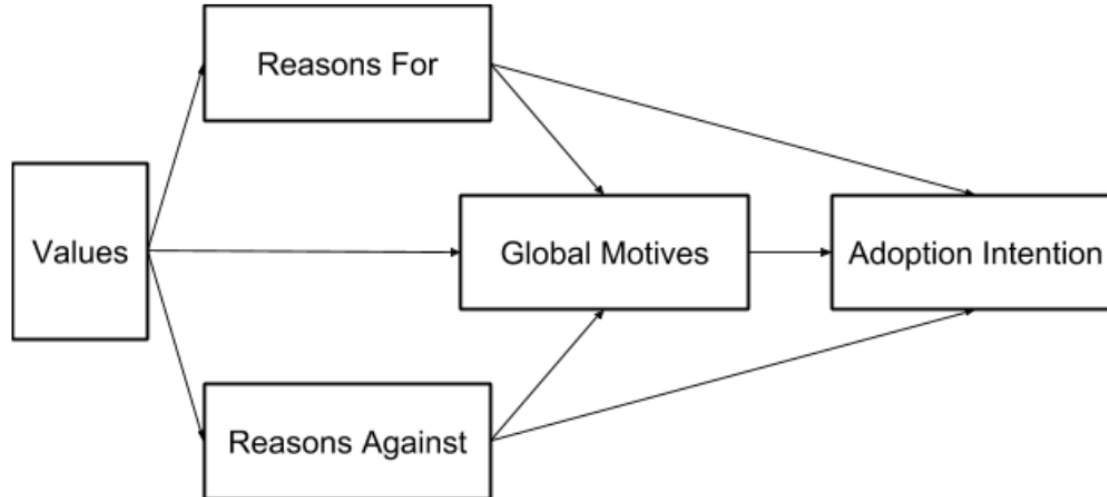 Reasons For
Values
Global Motives
Adoption Intention
Reasons Against